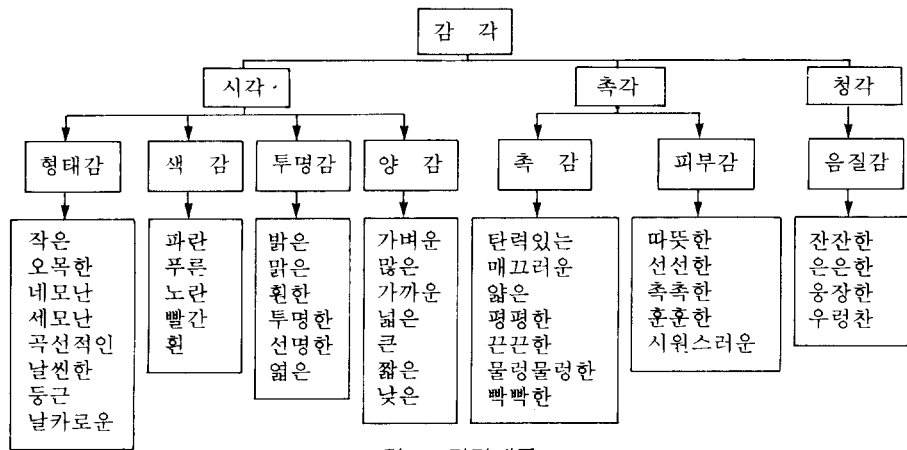 감 각
시각
촉각
청각
형태감
색 감
투명감
양 감
촉 감
피부감
음질감
작은
오목한
네모난
세모난
곡선적인
날씬한
둥근
날카로운
파란
푸른
노란
빨간
흰
밝은
맑은
훤한
투명한
선명한
엷은
가벼운
많은
가까운
넓은
큰
짧은
낮은
탄력있는
매끄러운
얇은
평평한
끈끈한
물렁물렁한
빡빡한
따뜻한
선선한
촉촉한
훈훈한
시원스러운
잔잔한
은은한
웅장한
우렁찬